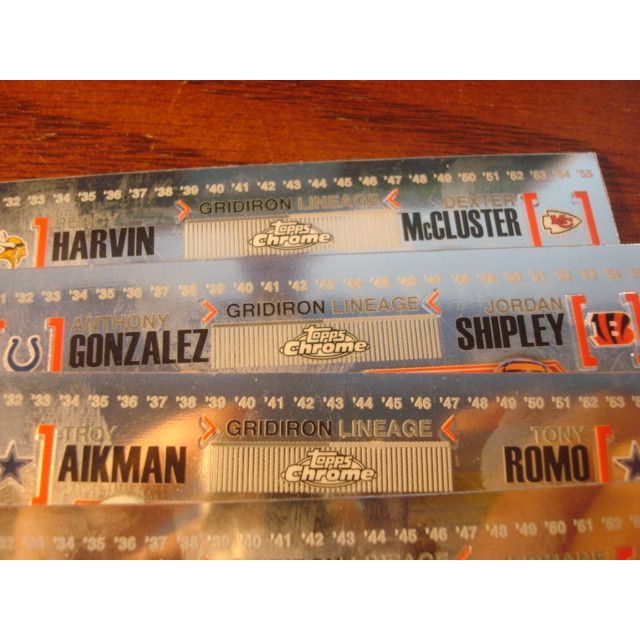 '32 '33 '34 '35 '36 '37 '38 '39 '40 '41 '42 '43 '44 '45 '46 '47 '48 '49 '50 '51 '52 '53 '54 '55
PERCY HARVIN GRIDIRON LINEAGE Topps Chrome DEXTER McCLUSTER KC
'32 '33 '34 '35 '36 '37 '38 '39 '40 '41 '42 '43 '44 '45 '46 '47 '48 '49 '50 '51 '52 '53 '54
ANTHONY GONZALEZ GRIDIRON LINEAGE Topps Chrome JORDAN SHIPLEY
'32 '33 '34 '35 '36 '37 '38 '39 '40 '41 '42 '43 '44 '45 '46 '47 '48 '49 '50 '51 '52 '53
TROY AIKMAN GRIDIRON LINEAGE Topps Chrome TONY ROMO
'33 '34 '35 '36 '37 '38 '39 '40 '41 '42 '43 '44 '45 '46 '47 '48 '49 '50 '51 '52
LINEAGE